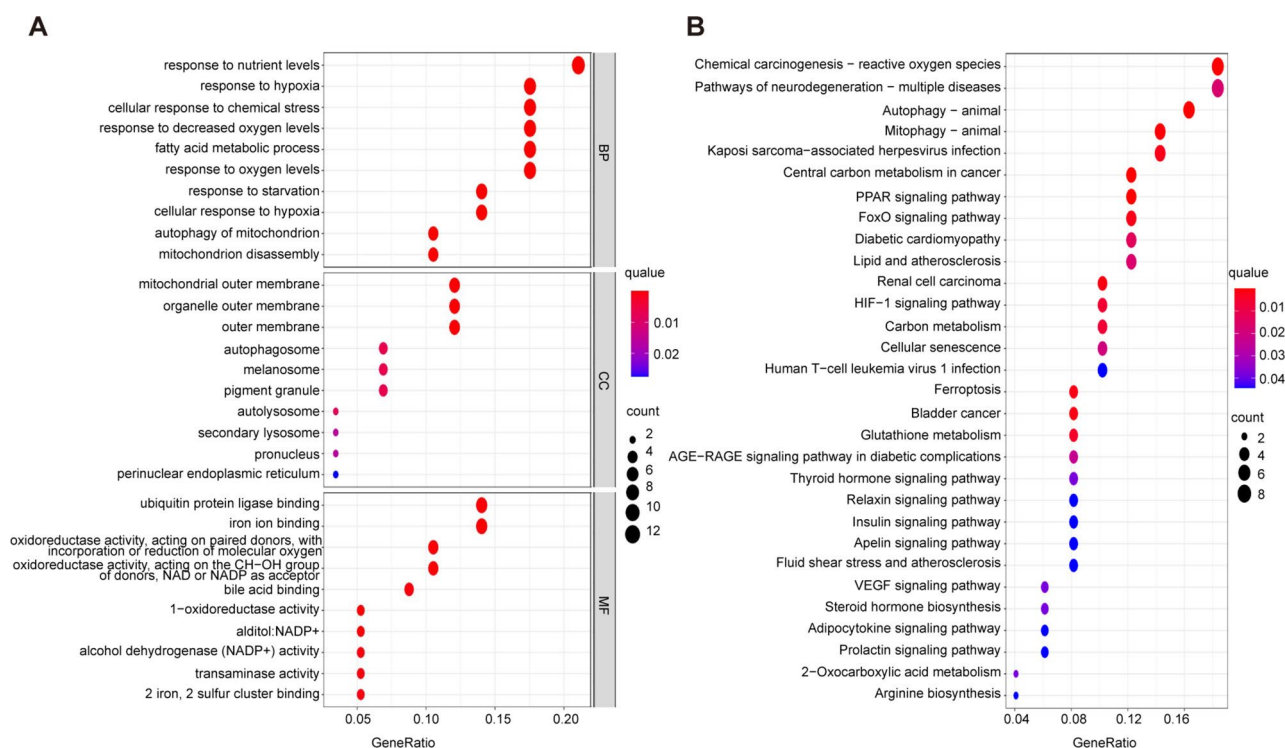 A
response to nutrient levels
response to hypoxia
cellular response to chemical stress
response to decreased oxygen levels
fatty acid metabolic process
response to oxygen levels
response to starvation
cellular response to hypoxia
autophagy of mitochondrion
mitochondrion disassembly
BP
mitochondrial outer membrane
organelle outer membrane
outer membrane
autophagosome
melanosome
pigment granule
autolysosome
secondary lysosome
pronucleus
perinuclear endoplasmic reticulum
CC
ubiquitin protein ligase binding
iron ion binding
oxidoreductase activity, acting on paired donors, with
incorporation or reduction of molecular oxygen
oxidoreductase activity, acting on the CH−OH group
of donors, NAD or NADP as acceptor
bile acid binding
1−oxidoreductase activity
alditol:NADP+
alcohol dehydrogenase (NADP+) activity
transaminase activity
2 iron, 2 sulfur cluster binding
MF
0.05 0.10 0.15 0.20
GeneRatio
qualue
0.01
0.02
count
2
4
6
8
10
12
B
Chemical carcinogenesis − reactive oxygen species
Pathways of neurodegeneration − multiple diseases
Autophagy − animal
Mitophagy − animal
Kaposi sarcoma−associated herpesvirus infection
Central carbon metabolism in cancer
PPAR signaling pathway
FoxO signaling pathway
Diabetic cardiomyopathy
Lipid and atherosclerosis
Renal cell carcinoma
HIF−1 signaling pathway
Carbon metabolism
Cellular senescence
Human T−cell leukemia virus 1 infection
Ferroptosis
Bladder cancer
Glutathione metabolism
AGE−RAGE signaling pathway in diabetic complications
Thyroid hormone signaling pathway
Relaxin signaling pathway
Insulin signaling pathway
Apelin signaling pathway
Fluid shear stress and atherosclerosis
VEGF signaling pathway
Steroid hormone biosynthesis
Adipocytokine signaling pathway
Prolactin signaling pathway
2−Oxocarboxylic acid metabolism
Arginine biosynthesis
0.04 0.08 0.12 0.16
GeneRatio
qvalue
0.01
0.02
0.03
0.04
count
2
4
6
8